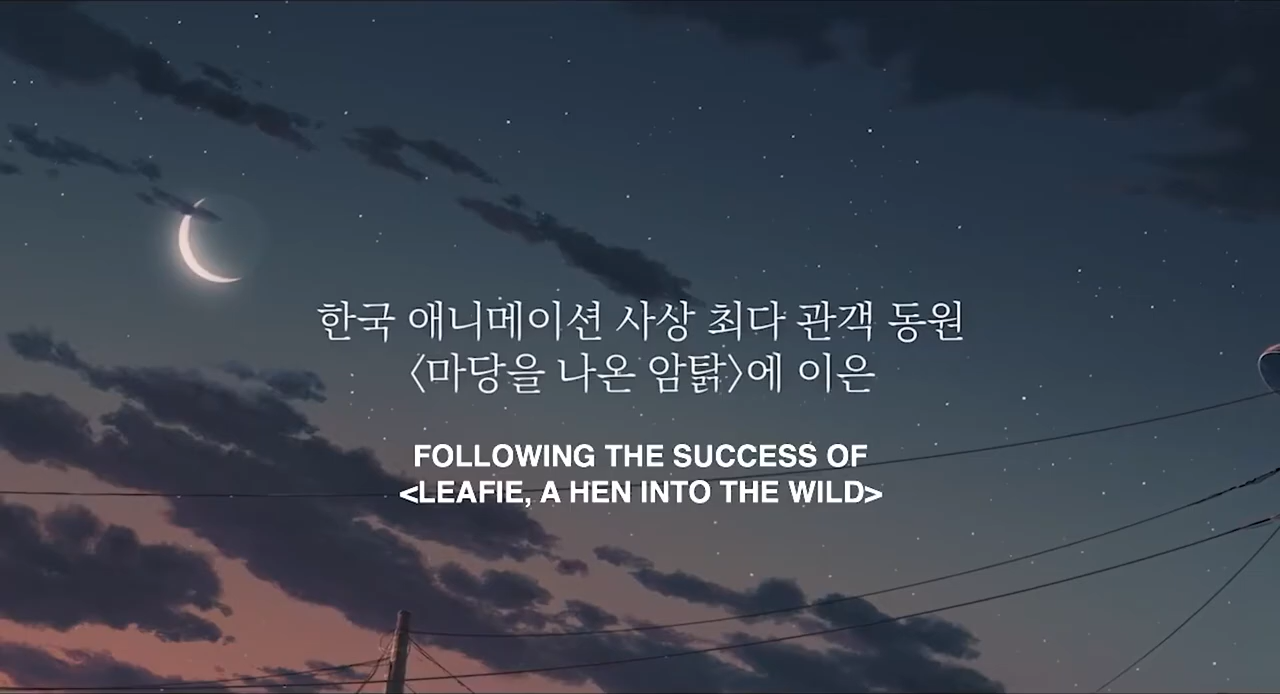 한국 애니메이션 사상 최다 관객 동원
〈마당을 나온 암탉〉에 이은
FOLLOWING THE SUCCESS OF
<LEAFIE, A HEN INTO THE WILD>